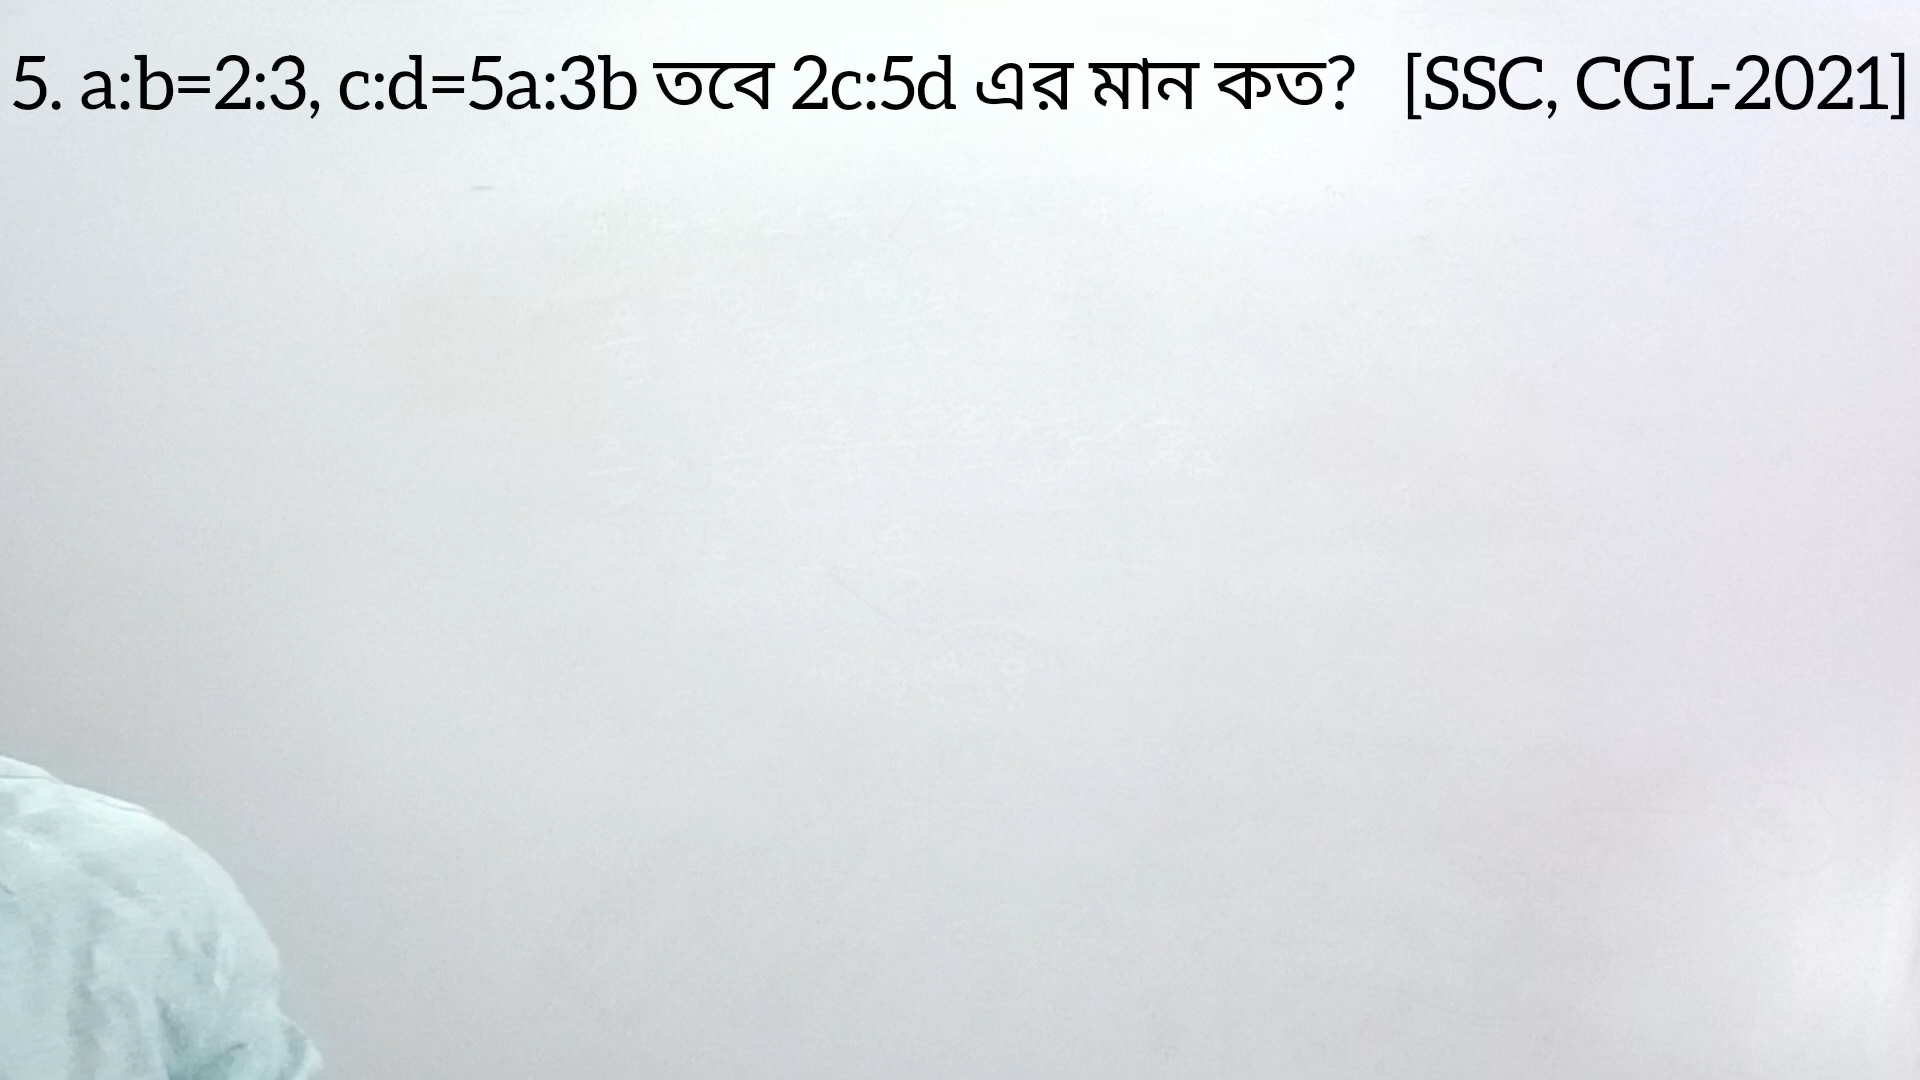 5. a:b=2:3, c:d=5a:3b তবে 2c:5d এর মান কত? [SSC, CGL-2021]